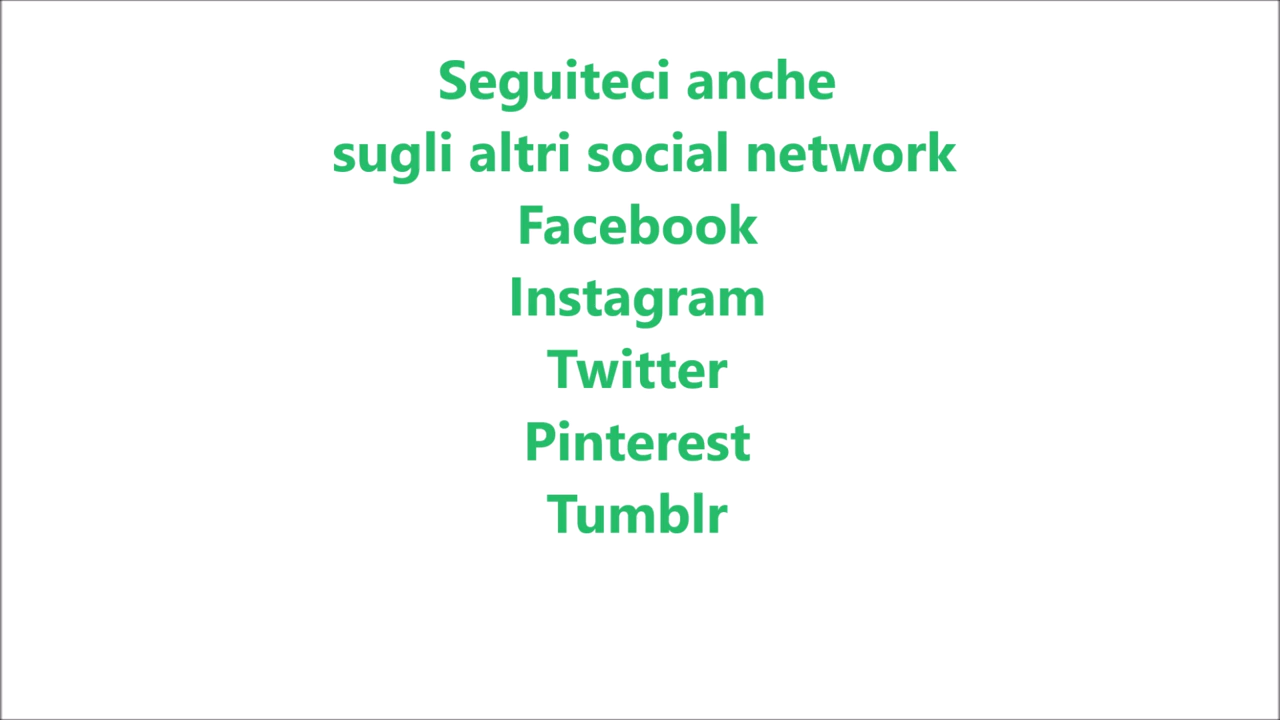 Seguiteci anche
sugli altri social network
Facebook
Instagram
Twitter
Pinterest
Tumblr